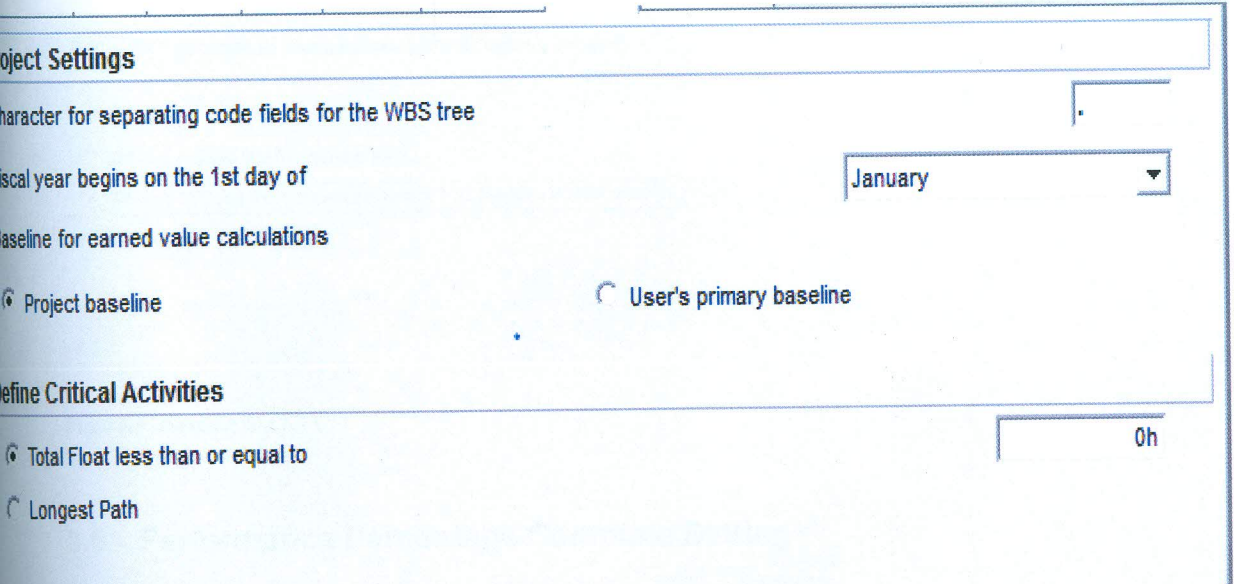 oject Settings
haracter for separating code fields for the WBS tree .
iscal year begins on the 1st day of January
aseline for earned value calculations
Project baseline User's primary baseline
efine Critical Activities
Total Float less than or equal to 0h
Longest Path